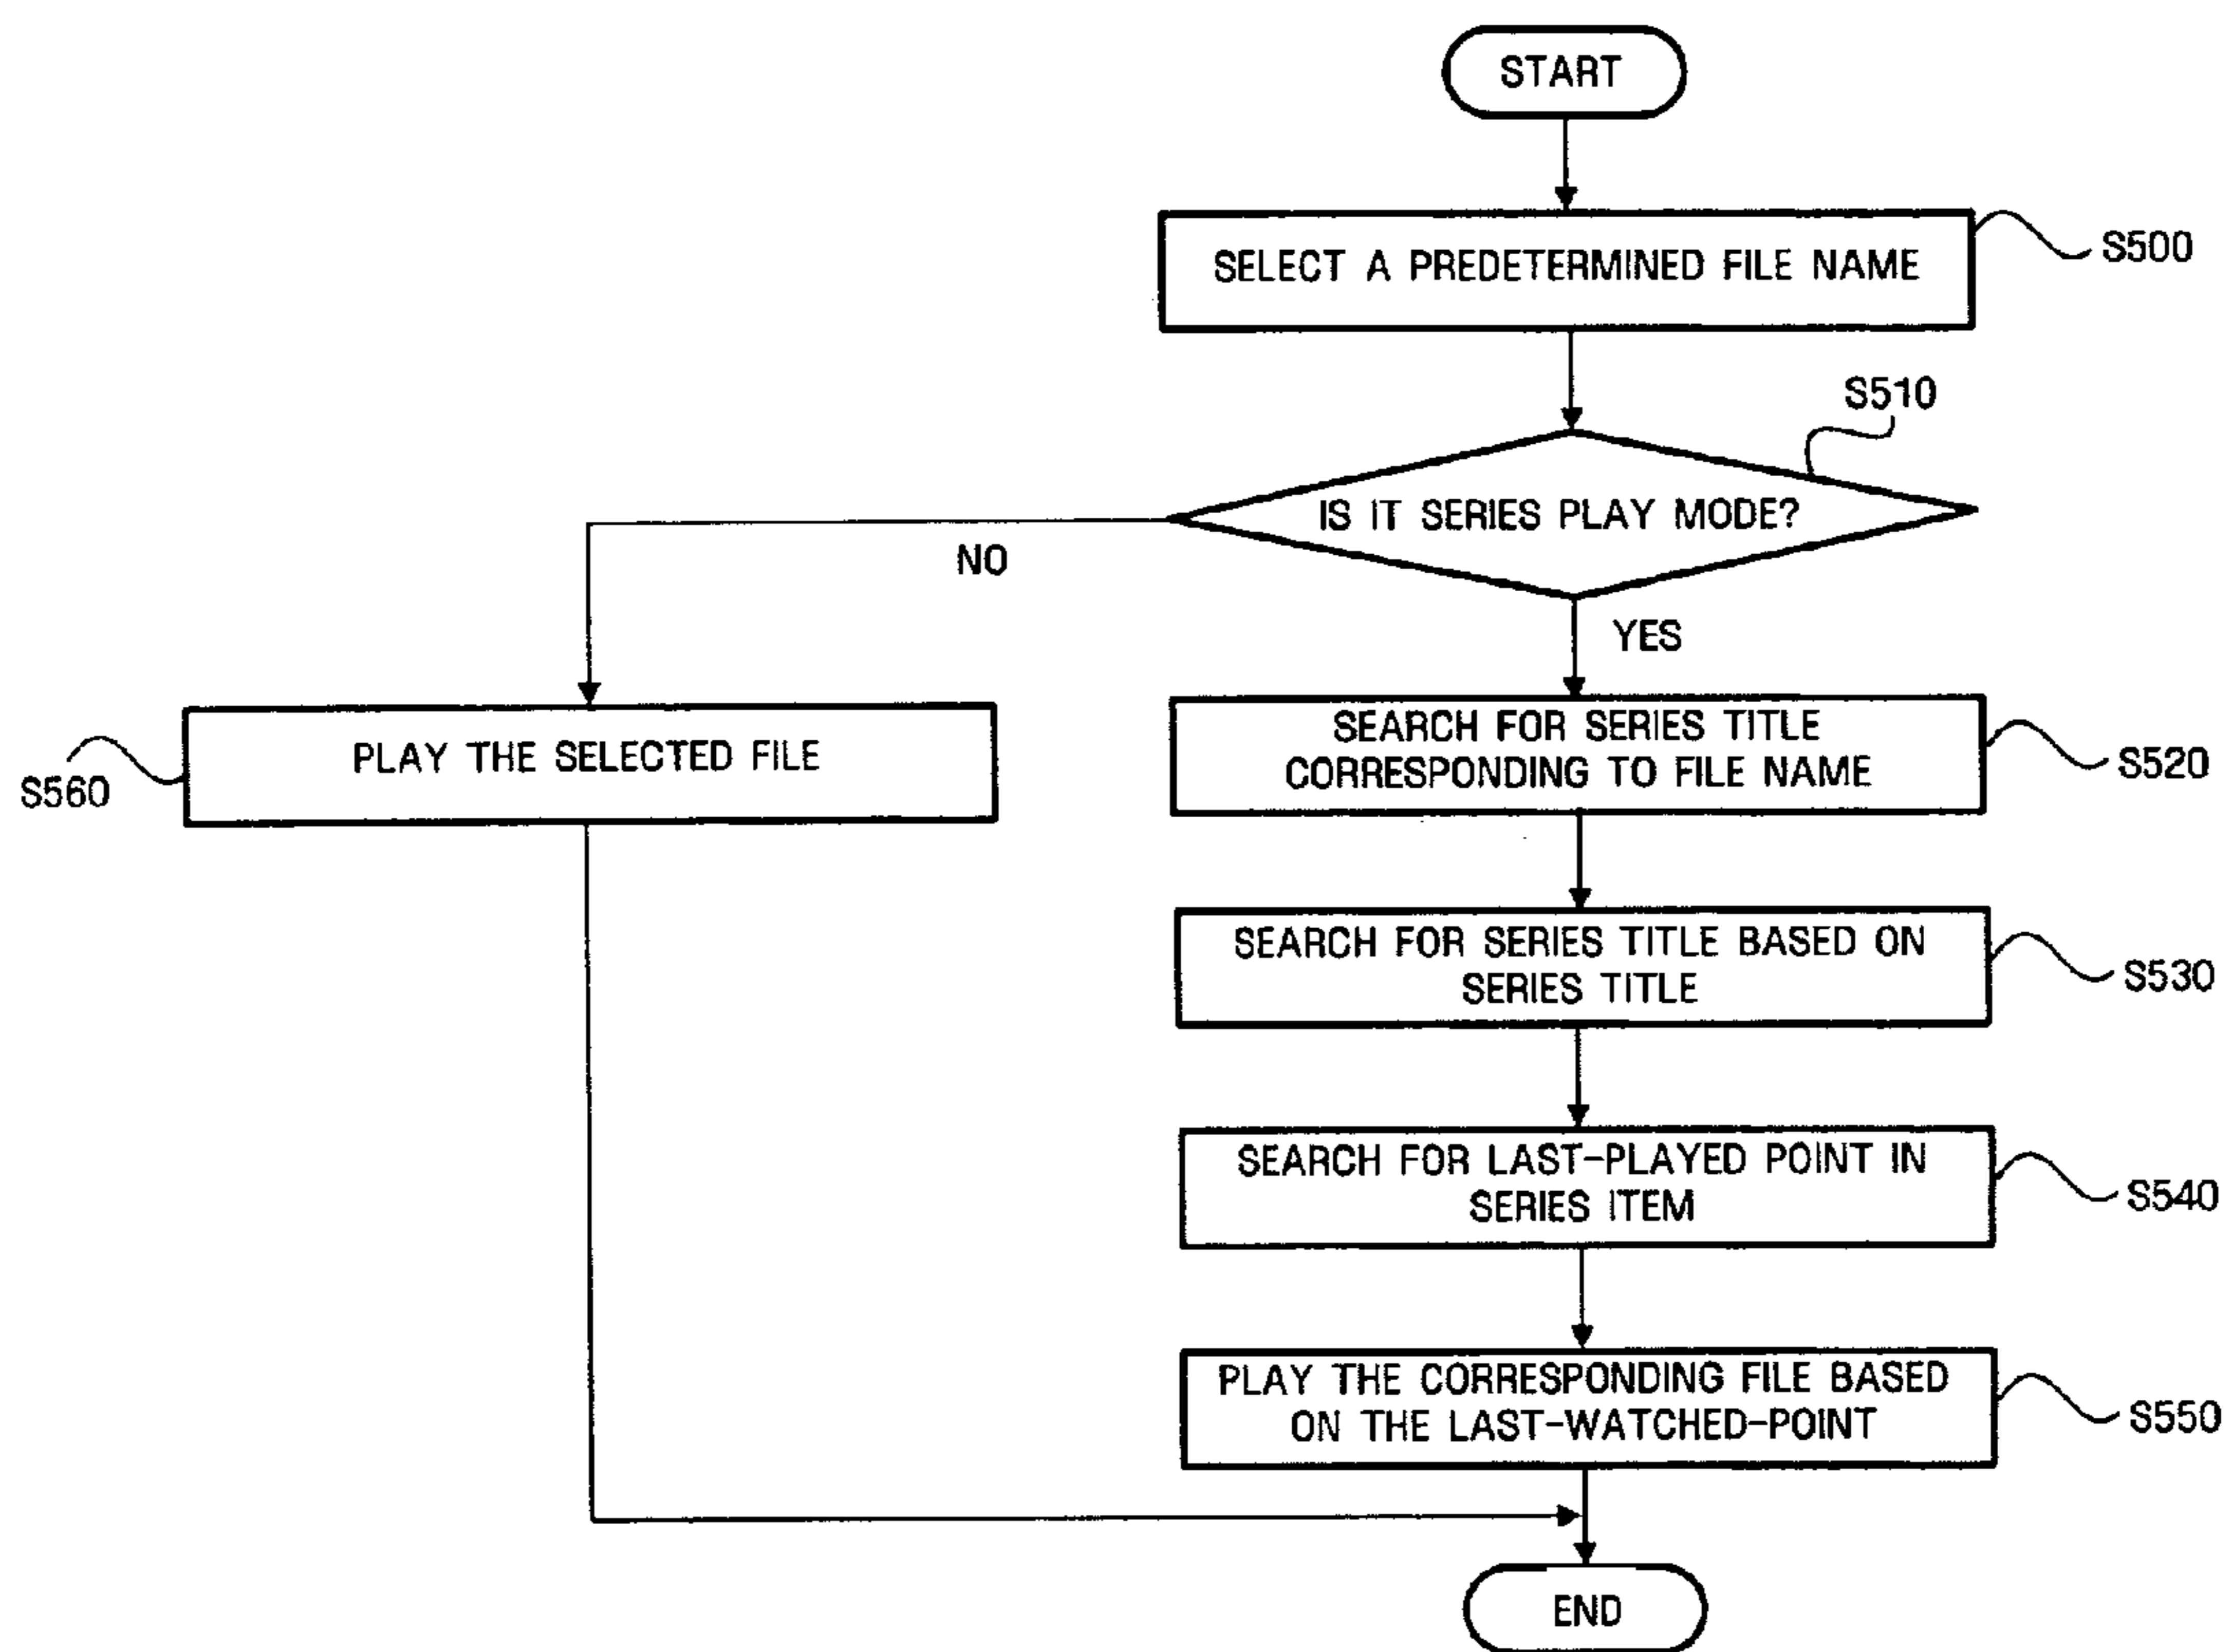 START
SELECT A PREDETERMINED FILE NAME
S500
S510
IS IT SERIES PLAY MODE?
NO
YES
PLAY THE SELECTED FILE
S560
SEARCH FOR SERIES TITLE
CORRESPONDING TO FILE NAME
S520
SEARCH FOR SERIES TITLE BASED ON
SERIES TITLE
S530
SEARCH FOR LAST-PLAYED POINT IN
SERIES ITEM
S540
PLAY THE CORRESPONDING FILE BASED
ON THE LAST-WATCHED-POINT
S550
END